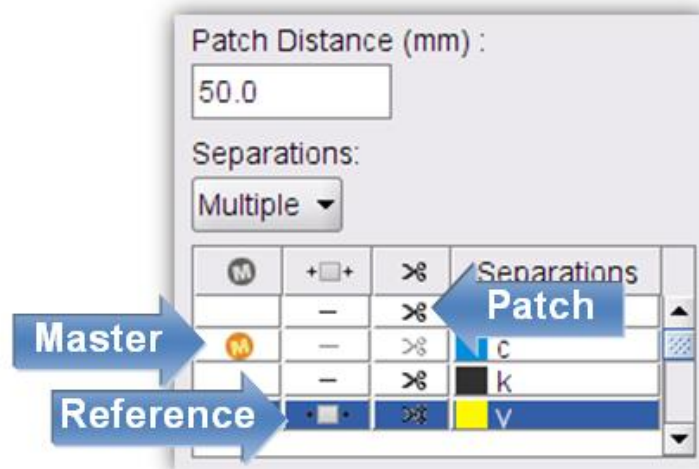 Patch Distance (mm) :
50.0
Separations:
Multiple
M Separations
Patch
Master M c
k
Reference y